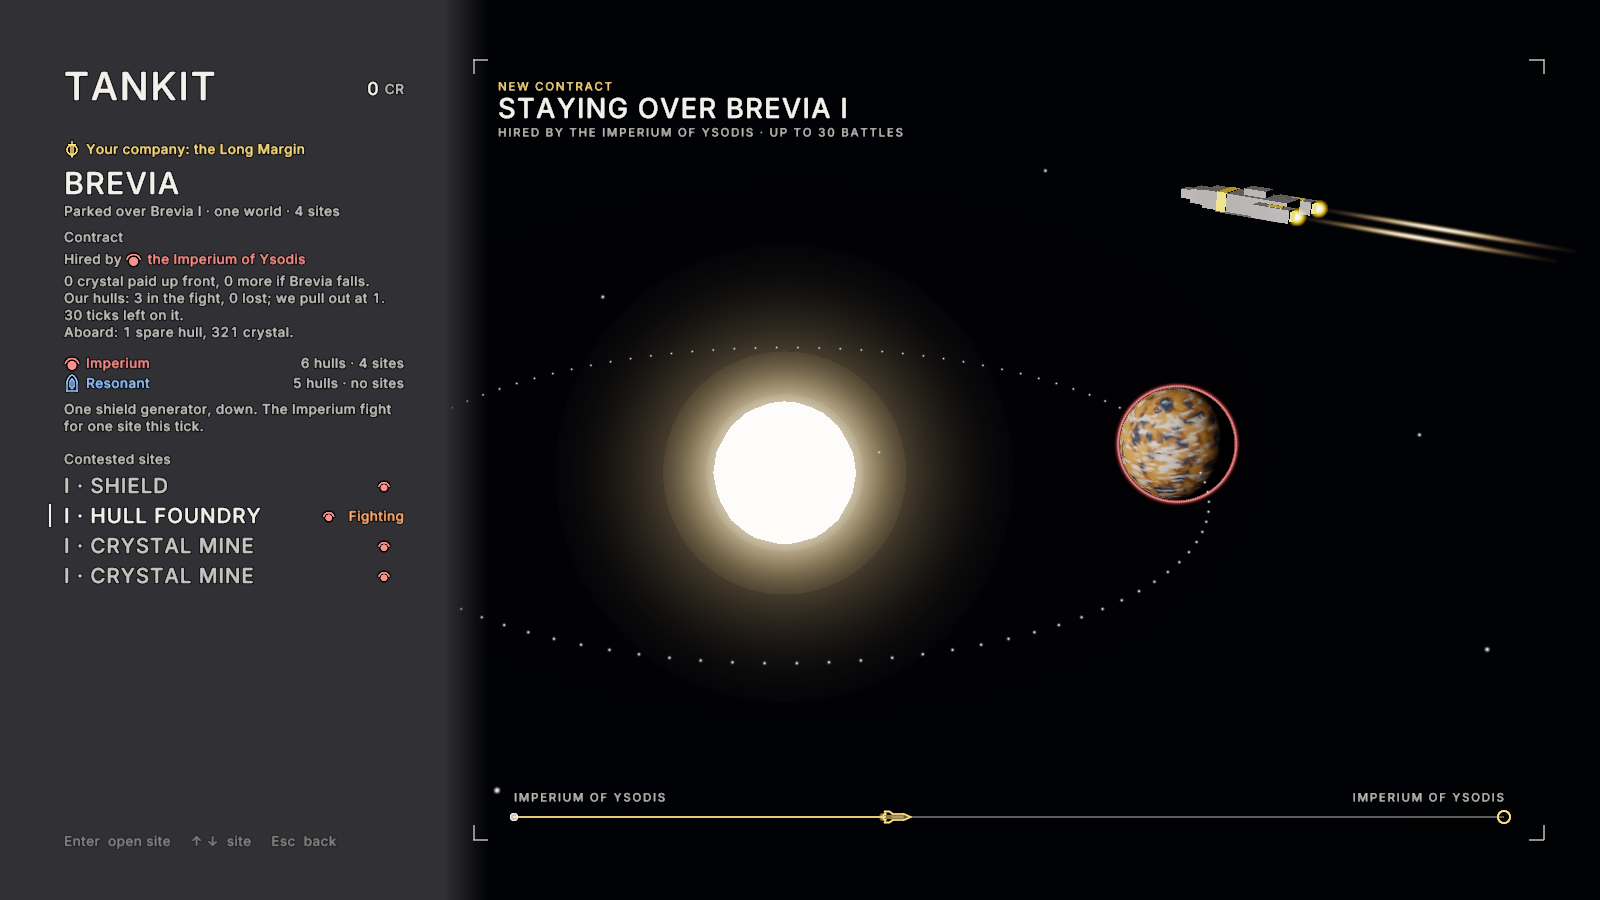 TANKIT
0 CR
Your company: the Long Margin
BREVIA
Parked over Brevia I · one world · 4 sites
Contract
Hired by the Imperium of Ysodis
0 crystal paid up front, 0 more if Brevia falls.
Our hulls: 3 in the fight, 0 lost; we pull out at 1.
30 ticks left on it.
Aboard: 1 spare hull, 321 crystal.
Imperium 6 hulls · 4 sites
Resonant 5 hulls · no sites
One shield generator, down. The Imperium fight
for one site this tick.
Contested sites
I · SHIELD
I · HULL FOUNDRY Fighting
I · CRYSTAL MINE
I · CRYSTAL MINE
Enter open site ↑ ↓ site Esc back
NEW CONTRACT
STAYING OVER BREVIA I
HIRED BY THE IMPERIUM OF YSODIS · UP TO 30 BATTLES
IMPERIUM OF YSODIS
IMPERIUM OF YSODIS